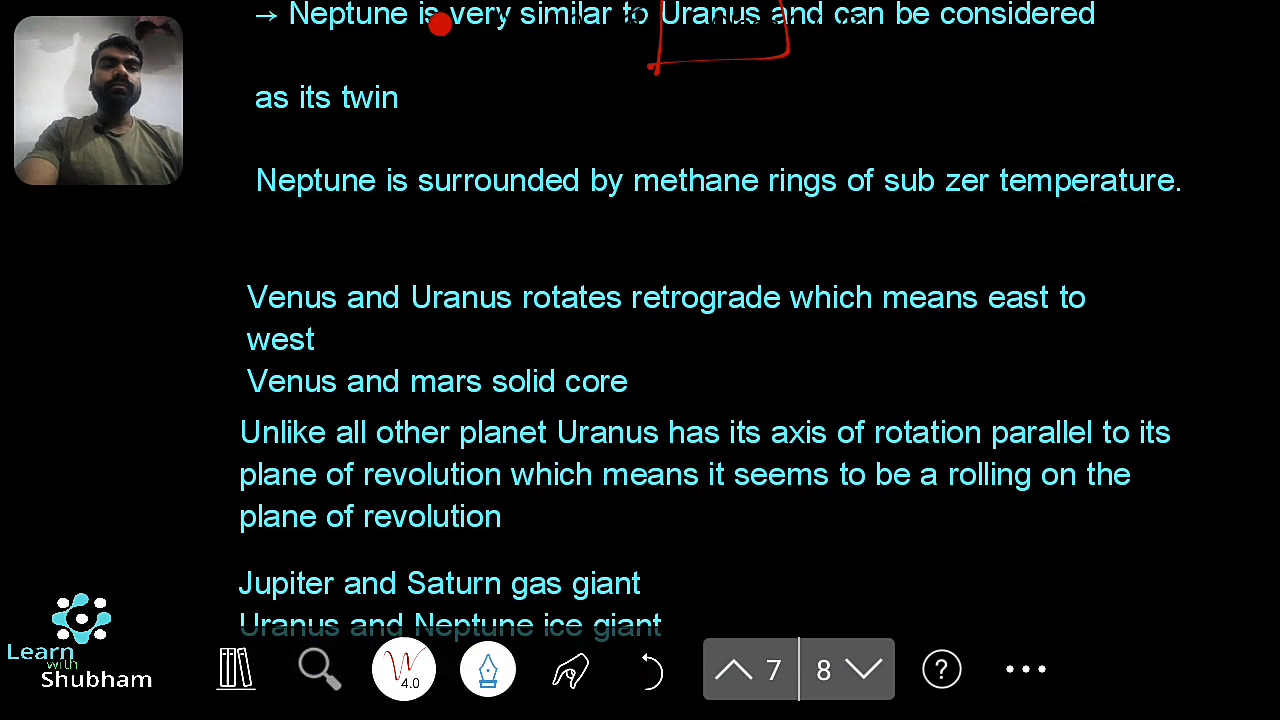 → Neptune is very similar to Uranus and can be considered
as its twin
Neptune is surrounded by methane rings of sub zer temperature.
Venus and Uranus rotates retrograde which means east to
west
Venus and mars solid core
Unlike all other planet Uranus has its axis of rotation parallel to its
plane of revolution which means it seems to be a rolling on the
plane of revolution
Jupiter and Saturn gas giant
Uranus and Neptune ice giant
Learn
with
Shubham
4.0
7
8
?